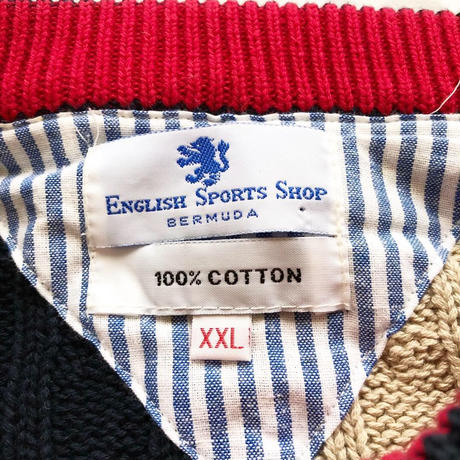 ENGLISH SPORTS SHOP
BERMUDA
100% COTTON
XXL